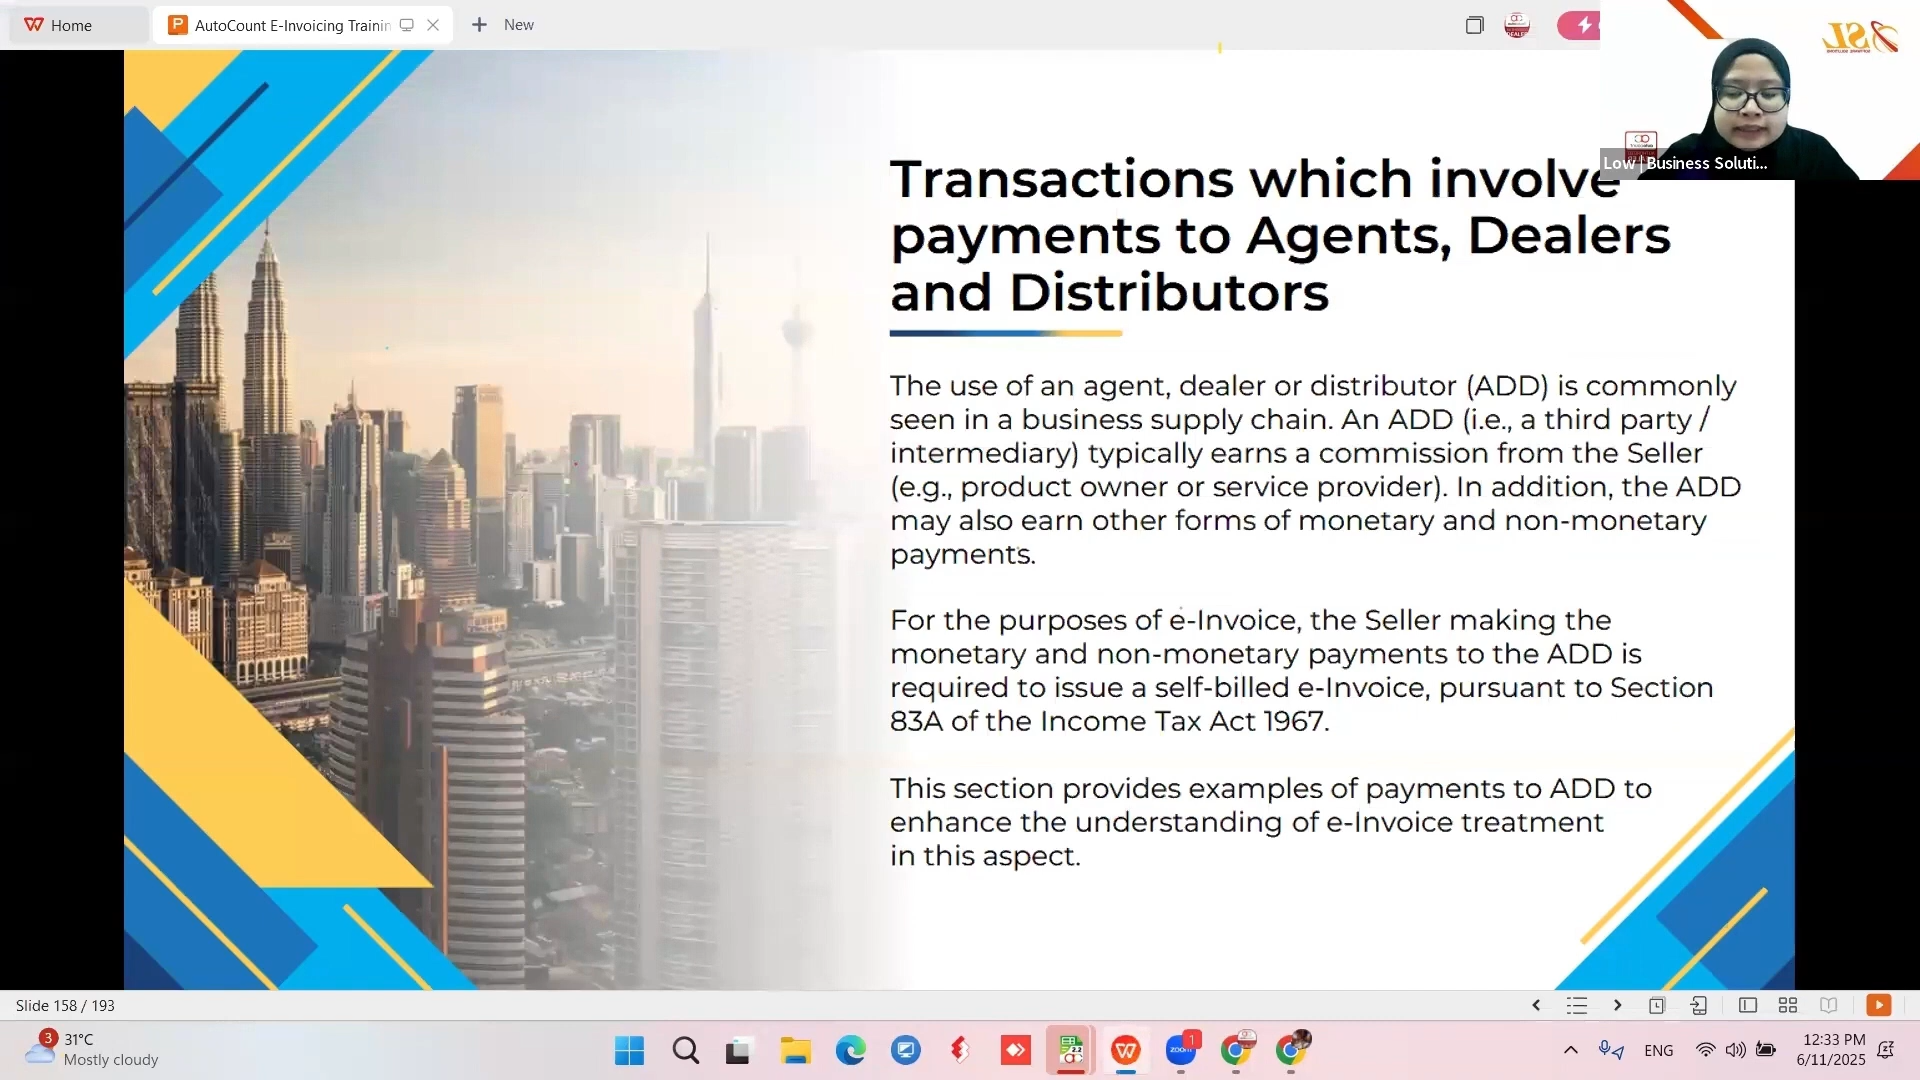 Home
AutoCount E-Invoicing Trainin
New
Low | Business Soluti...
Transactions which involve
payments to Agents, Dealers
and Distributors
The use of an agent, dealer or distributor (ADD) is commonly
seen in a business supply chain. An ADD (i.e., a third party /
intermediary) typically earns a commission from the Seller
(e.g., product owner or service provider). In addition, the ADD
may also earn other forms of monetary and non-monetary
payments.
For the purposes of e-Invoice, the Seller making the
monetary and non-monetary payments to the ADD is
required to issue a self-billed e-Invoice, pursuant to Section
83A of the Income Tax Act 1967.
This section provides examples of payments to ADD to
enhance the understanding of e-Invoice treatment
in this aspect.
Slide 158 / 193
3
31°C
Mostly cloudy
2.2
zoom
1
ENG
12:33 PM
6/11/2025